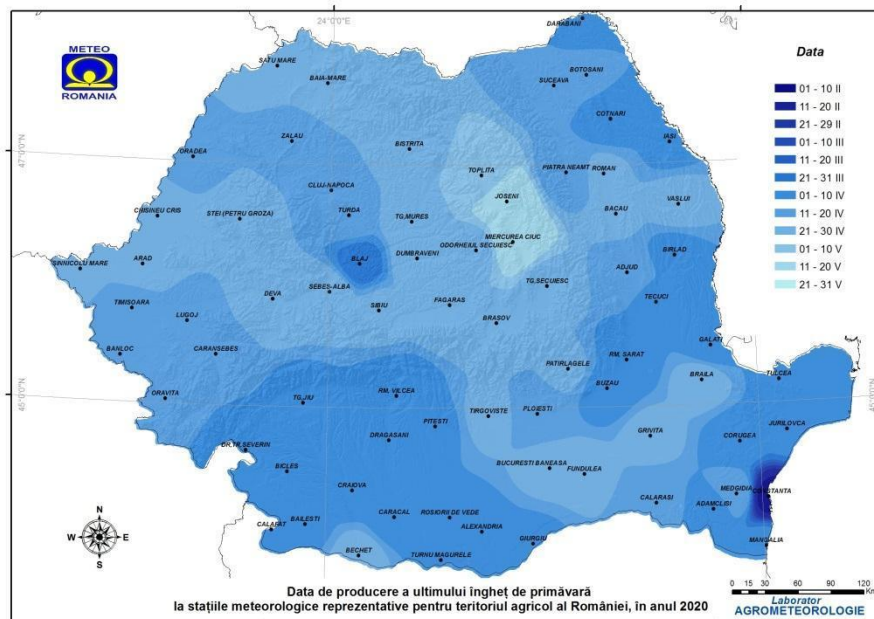 METEO
ROMANIA
24°0'0"E
47°0'0"N
45°0'0"N
45°0'0"N
Data
01 - 10 II
11 - 20 II
21 - 29 II
01 - 10 III
11 - 20 III
21 - 31 III
01 - 10 IV
11 - 20 IV
21 - 30 IV
01 - 10 V
11 - 20 V
21 - 31 V
DARABANI
SATU MARE
BAIA-MARE
BOTOSANI
SUCEAVA
COTNARI
ZALAU
BISTRITA
IASI
ORADEA
TOPLITA
PIATRA NEAMT
ROMAN
CLUJ-NAPOCA
JOSENI
VASLUI
CHISINEU CRIS
STEI (PETRU GROZA)
TURDA
TG.MURES
BACAU
MIERCUREA CIUC
ODORHEIUL SECUIESC
SINNICOLU MARE
ARAD
BLAJ
DUMBRAVENI
BIRLAD
ADJUD
TIMISOARA
DEVA
SEBES-ALBA
TG.SECUIESC
TECUCI
LUGOJ
SIBIU
FAGARAS
BRASOV
GALATI
BANLOC
CARANSEBES
PATIRLAGELE
RM. SARAT
BRAILA
TULCEA
ORAVITA
TG.JIU
RM. VILCEA
BUZAU
TIRGOVISTE
PLOIESTI
PITESTI
GRIVITA
JURILOVCA
DR.TR.SEVERIN
DRAGASANI
CORUGEA
BICLES
BUCURESTI BANEASA
FUNDULEA
CRAIOVA
MEDGIDIA
CONSTANTA
CALARASI
ADAMCLISI
CALAFAT
BAILESTI
CARACAL
ROSIORII DE VEDE
ALEXANDRIA
GIURGIU
MANGALIA
BECHET
TURNU MAGURELE
N
W
E
S
Data de producere a ultimului îngheț de primăvară
la stațiile meteorologice reprezentative pentru teritoriul agricol al României, în anul 2020
0 15 30 60 90 120
Km
Laborator
AGROMETEOROLOGIE